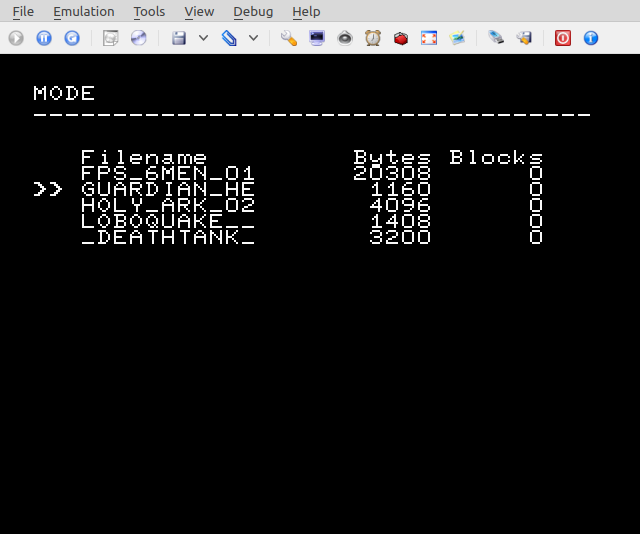 File Emulation Tools View Debug Help
MODE
------------------------------------
Filename Bytes Blocks
FPS_6MEN_01 20308 0
>> GUARDIAN_HE 1160 0
HOLY_ARK_02 4096 0
LOBOQUAKE__ 1408 0
_DEATHTANK_ 3200 0